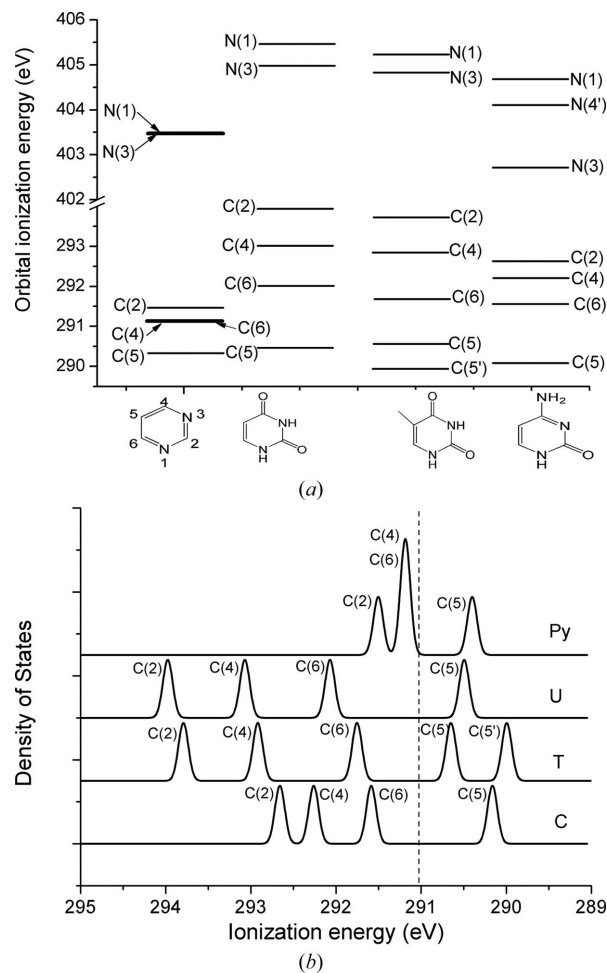 406
405
404
403
402
293
292
291
290
Orbital ionization energy (eV)
N(1)
N(3)
N(1)
N(3)
N(1)
N(3)
N(1)
N(4')
N(3)
C(2)
C(4)
C(6)
C(5)
C(2)
C(4)
C(6)
C(5)
C(2)
C(4)
C(6)
C(5)
C(5')
C(2)
C(4)
C(6)
C(5)
4
5
3
6
2
1
N
N
O
NH
N
H
O
O
NH
N
H
O
NH2
N
N
H
O
(a)
Density of States
C(4)
C(6)
C(2)
C(5)
Py
C(2)
C(4)
C(6)
C(5)
U
C(2)
C(4)
C(6)
C(5)
C(5')
T
C(2)
C(4)
C(6)
C(5)
C
295 294 293 292 291 290 289
Ionization energy (eV)
(b)